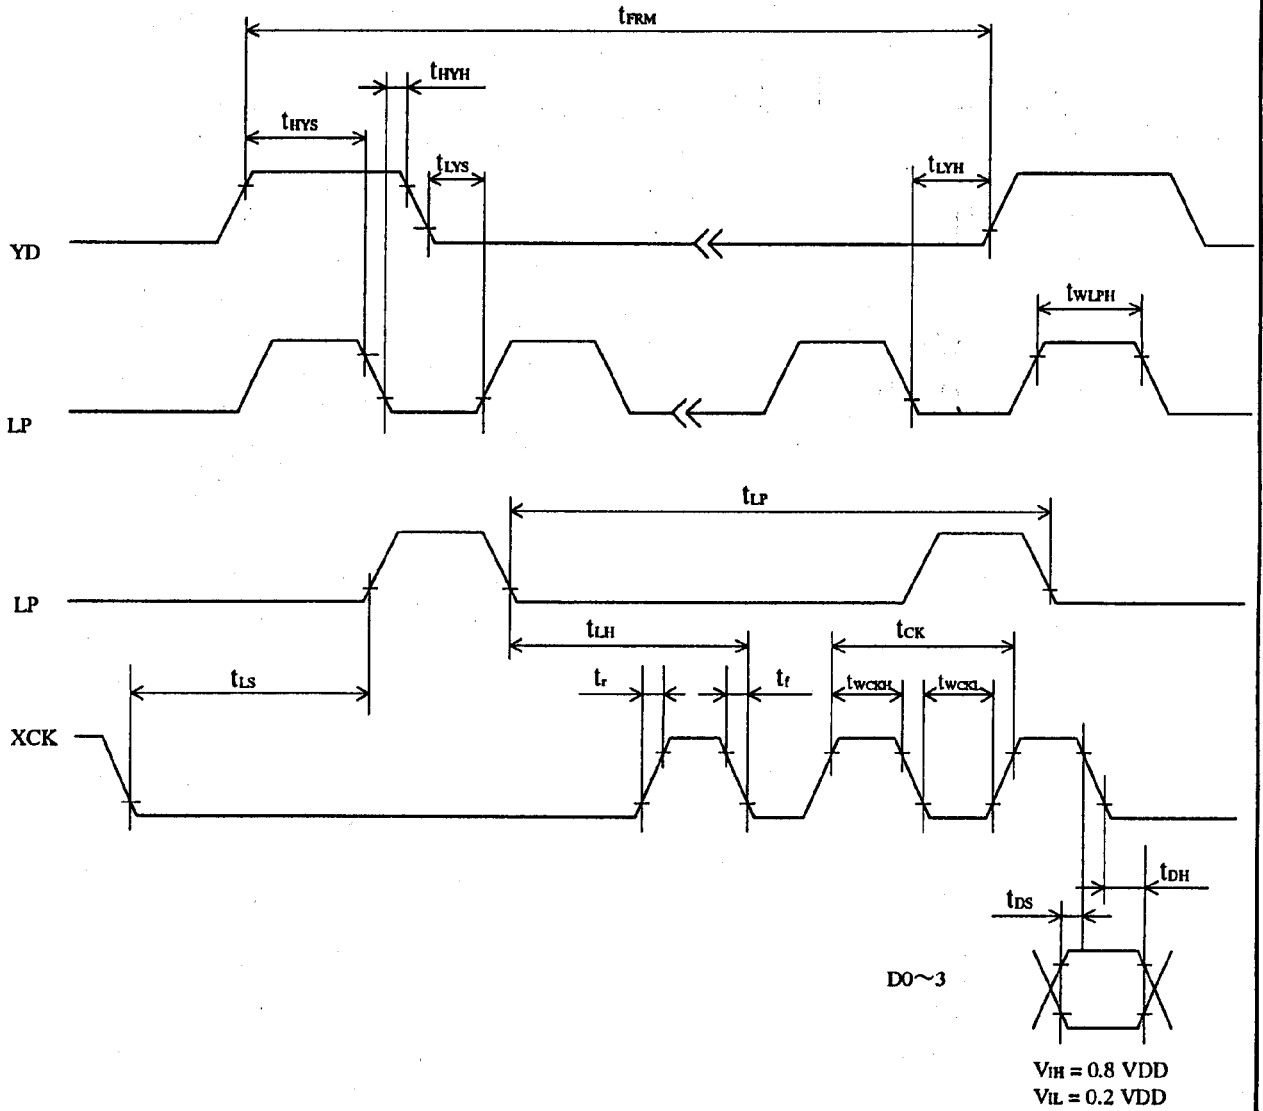 tFRM
tHYH
tHYS
tLYS
tLYH
YD
tWLPH
LP
tLP
LP
tLH
tCK
tLS
tr
tf
tWCKH
tWCKL
XCK
tDH
tDS
D0～3
VIH = 0.8 VDD
VIL = 0.2 VDD